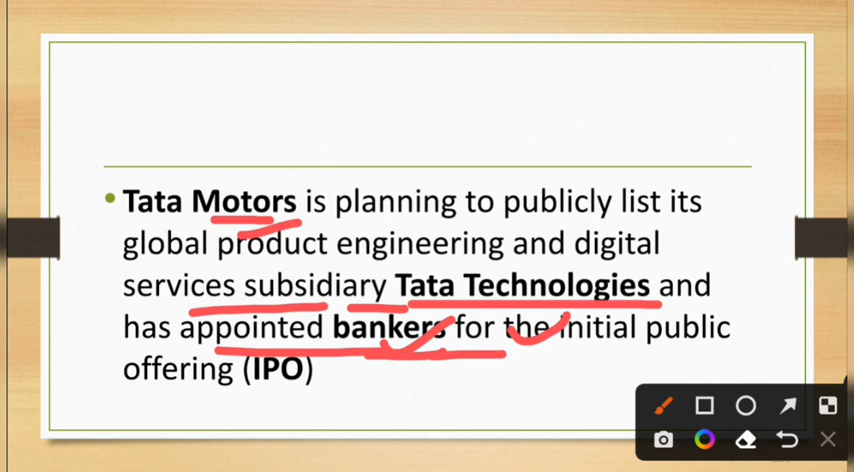 • Tata Motors is planning to publicly list its
global product engineering and digital
services subsidiary Tata Technologies and
has appointed bankers for the initial public
offering (IPO)